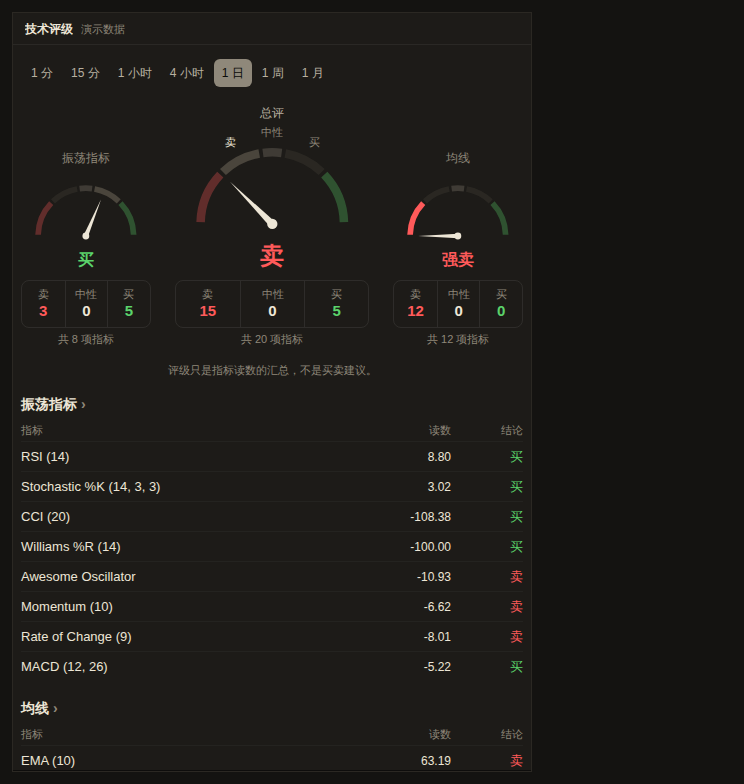 技术评级 演示数据
1 分 15 分 1 小时 4 小时 1 日 1 周 1 月
总评
中性
卖 买
振荡指标 均线
买 卖 强卖
卖 中性 买 卖 中性 买 卖 中性 买
3 0 5 15 0 5 12 0 0
共 8 项指标 共 20 项指标 共 12 项指标
评级只是指标读数的汇总，不是买卖建议。
振荡指标 ›
指标 读数 结论
RSI (14) 8.80 买
Stochastic %K (14, 3, 3) 3.02 买
CCI (20) -108.38 买
Williams %R (14) -100.00 买
Awesome Oscillator -10.93 卖
Momentum (10) -6.62 卖
Rate of Change (9) -8.01 卖
MACD (12, 26) -5.22 买
均线 ›
指标 读数 结论
EMA (10) 63.19 卖